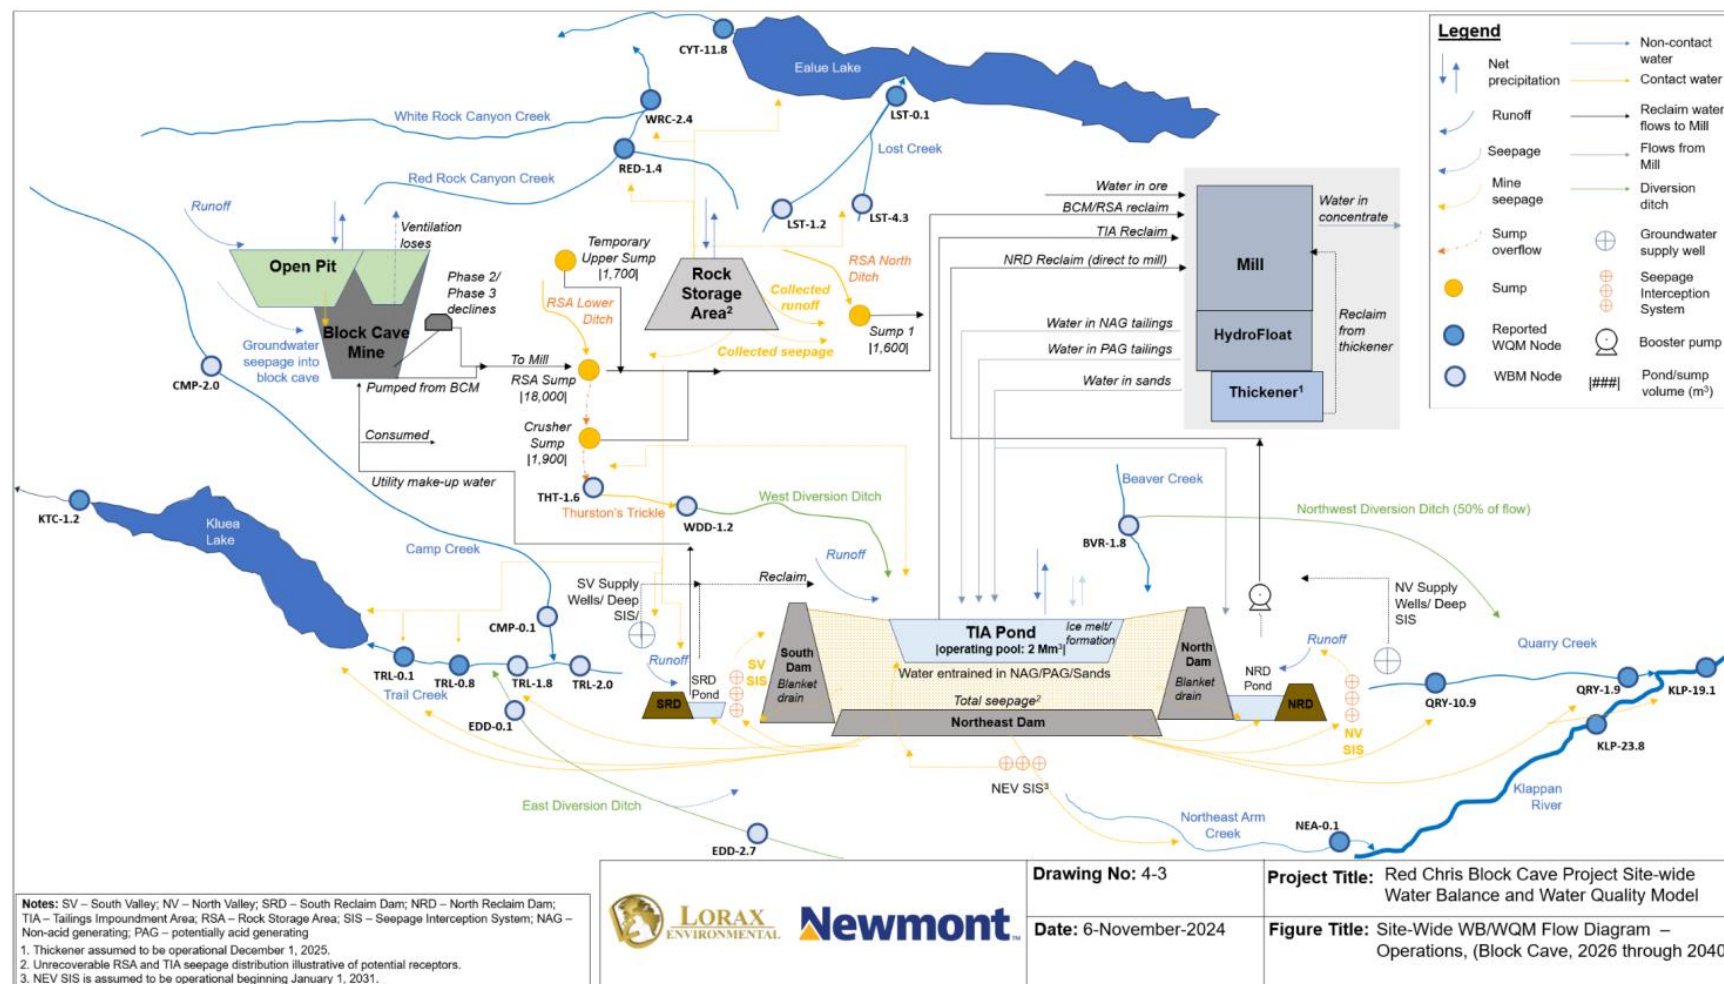 CYT-11.8
Ealue Lake
White Rock Canyon Creek
WRC-2.4
LST-0.1
Lost Creek
RED-1.4
Red Rock Canyon Creek
LST-1.2
LST-4.3
Runoff
Ventilation
loses
Open Pit
Phase 2/
Phase 3
declines
Block Cave
Mine
Groundwater
seepage into
block cave
Pumped from BCM
CMP-2.0
Consumed
Utility make-up water
Temporary
Upper Sump
|1,700|
RSA Lower
Ditch
To Mill
RSA Sump
|18,000|
Crusher
Sump
|1,900|
THT-1.6
Thurston's Trickle
WDD-1.2
West Diversion Ditch
Rock
Storage
Area²
Collected
runoff
Collected seepage
RSA North
Ditch
Sump 1
|1,600|
Water in ore
BCM/RSA reclaim
TIA Reclaim
NRD Reclaim (direct to mill)
Water in NAG tailings
Water in PAG tailings
Water in sands
Mill
HydroFloat
Thickener¹
Water in
concentrate
Reclaim
from
thickener
Legend
Net
precipitation
Runoff
Seepage
Mine
seepage
Sump
overflow
Sump
Reported
WQM Node
WBM Node
Non-contact
water
Contact water
Reclaim water
flows to Mill
Flows from
Mill
Diversion
ditch
Groundwater
supply well
Seepage
Interception
System
Booster pump
|###|
Pond/sump
volume (m³)
KTC-1.2
Kluea
Lake
Camp Creek
CMP-0.1
TRL-0.1
TRL-0.8
TRL-1.8
TRL-2.0
Trail Creek
EDD-0.1
East Diversion Ditch
EDD-2.7
SV Supply
Wells/ Deep
SIS/
Reclaim
Runoff
SRD
Pond
SRD
SV
SIS
Runoff
South
Dam
Blanket
drain
TIA Pond
|operating pool: 2 Mm³|
Ice melt/
formation
Water entrained in NAG/PAG/Sands
Total seepage²
Northeast Dam
North
Dam
Blanket
drain
Beaver Creek
BVR-1.8
Northwest Diversion Ditch (50% of flow)
NV Supply
Wells/ Deep
SIS
Runoff
NRD
Pond
NRD
NV
SIS
Quarry Creek
QRY-10.9
QRY-1.9
KLP-19.1
KLP-23.8
Klappan
River
NEV SIS³
Northeast Arm
Creek
NEA-0.1
Notes: SV – South Valley; NV – North Valley; SRD – South Reclaim Dam; NRD – North Reclaim Dam;
TIA – Tailings Impoundment Area; RSA – Rock Storage Area; SIS – Seepage Interception System; NAG –
Non-acid generating; PAG – potentially acid generating
1. Thickener assumed to be operational December 1, 2025.
2. Unrecoverable RSA and TIA seepage distribution illustrative of potential receptors.
3. NEV SIS is assumed to be operational beginning January 1, 2031.
LORAX
ENVIRONMENTAL
Newmont
Drawing No: 4-3
Date: 6-November-2024
Project Title: Red Chris Block Cave Project Site-wide
Water Balance and Water Quality Model
Figure Title: Site-Wide WB/WQM Flow Diagram –
Operations, (Block Cave, 2026 through 2040